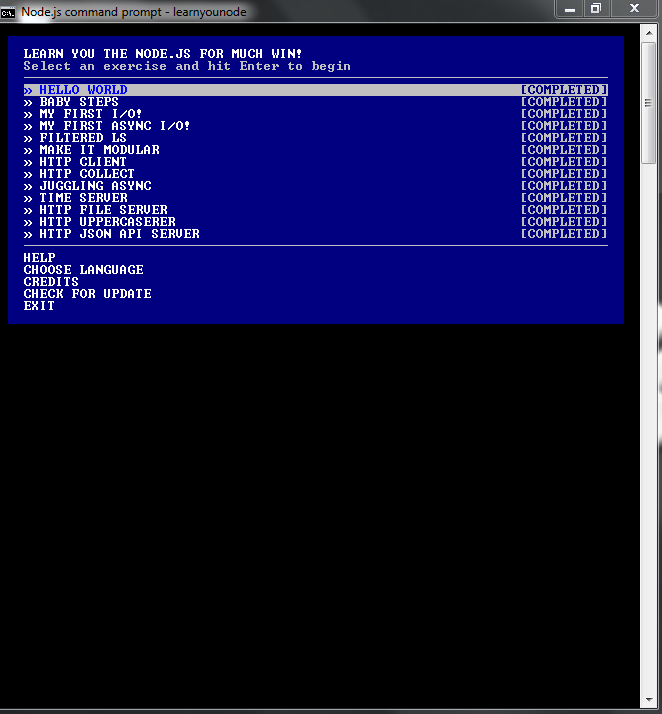 Node.js command prompt - learnyounode
LEARN YOU THE NODE.JS FOR MUCH WIN!
Select an exercise and hit Enter to begin
» HELLO WORLD [COMPLETED]
» BABY STEPS [COMPLETED]
» MY FIRST I/O! [COMPLETED]
» MY FIRST ASYNC I/O! [COMPLETED]
» FILTERED LS [COMPLETED]
» MAKE IT MODULAR [COMPLETED]
» HTTP CLIENT [COMPLETED]
» HTTP COLLECT [COMPLETED]
» JUGGLING ASYNC [COMPLETED]
» TIME SERVER [COMPLETED]
» HTTP FILE SERVER [COMPLETED]
» HTTP UPPERCASERER [COMPLETED]
» HTTP JSON API SERVER [COMPLETED]
HELP
CHOOSE LANGUAGE
CREDITS
CHECK FOR UPDATE
EXIT